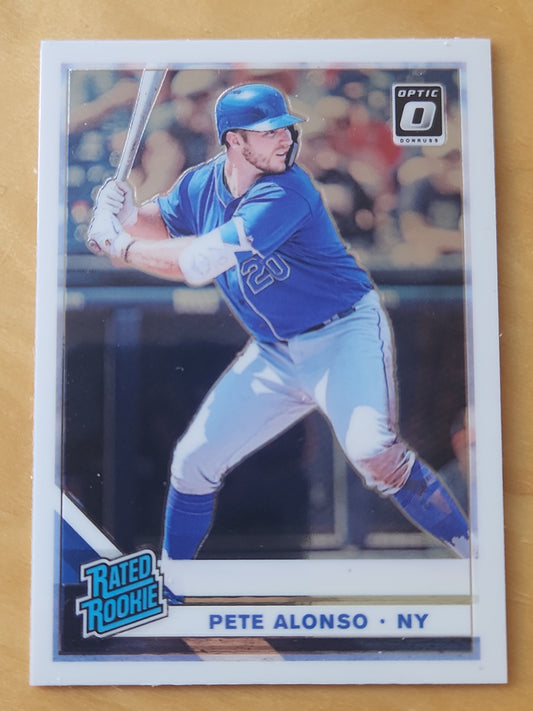 OPTIC
O
DONRUSS
20
RATED
ROOKIE
PETE ALONSO · NY